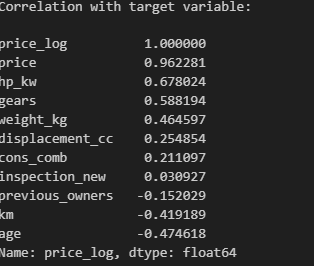 Correlation with target variable:
price_log 1.000000
price 0.962281
hp_kw 0.678024
gears 0.588194
weight_kg 0.464597
displacement_cc 0.254854
cons_comb 0.211097
inspection_new 0.030927
previous_owners -0.152029
km -0.419189
age -0.474618
Name: price_log, dtype: float64